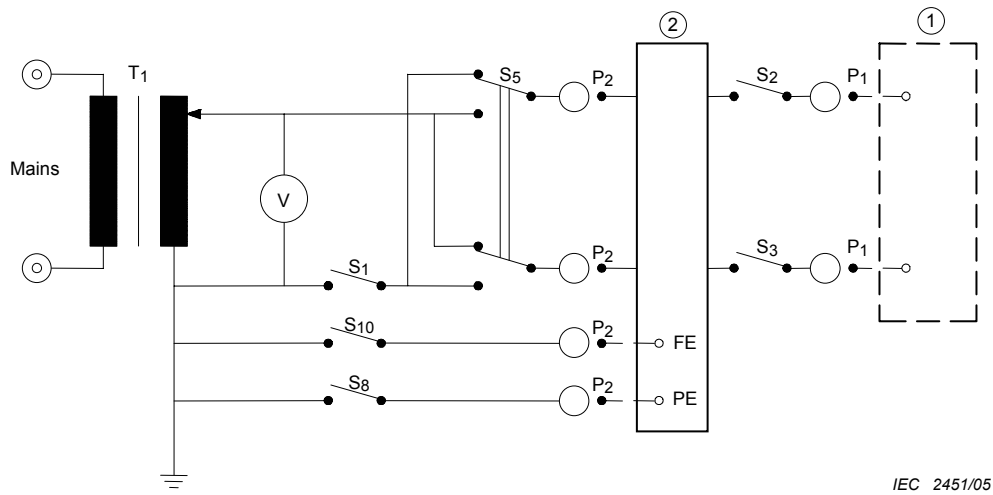 ② ①
T1 S5 P2 S2 P1
Mains
V
S1 P2 S3 P1
S10 P2 FE
S8 P2 PE
IEC 2451/05